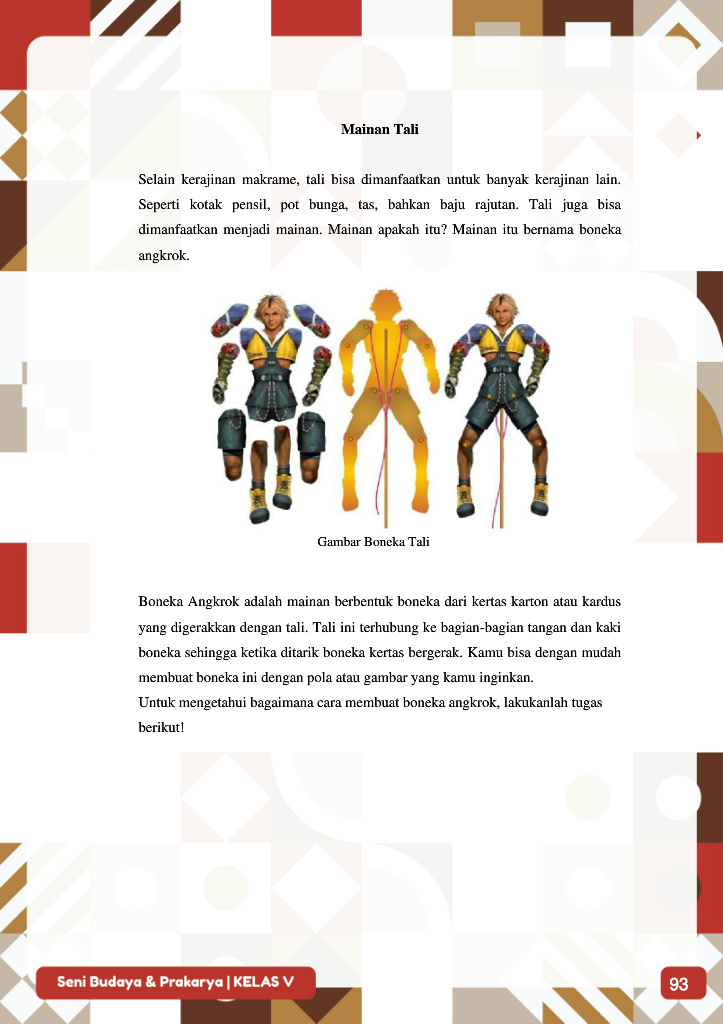 Mainan Tali
Selain kerajinan makrame, tali bisa dimanfaatkan untuk banyak kerajinan lain.
Seperti kotak pensil, pot bunga, tas, bahkan baju rajutan. Tali juga bisa
dimanfaatkan menjadi mainan. Mainan apakah itu? Mainan itu bernama boneka
angkrok.
Gambar Boneka Tali
Boneka Angkrok adalah mainan berbentuk boneka dari kertas karton atau kardus
yang digerakkan dengan tali. Tali ini terhubung ke bagian-bagian tangan dan kaki
boneka sehingga ketika ditarik boneka kertas bergerak. Kamu bisa dengan mudah
membuat boneka ini dengan pola atau gambar yang kamu inginkan.
Untuk mengetahui bagaimana cara membuat boneka angkrok, lakukanlah tugas
berikut!
Seni Budaya & Prakarya | KELAS V
93